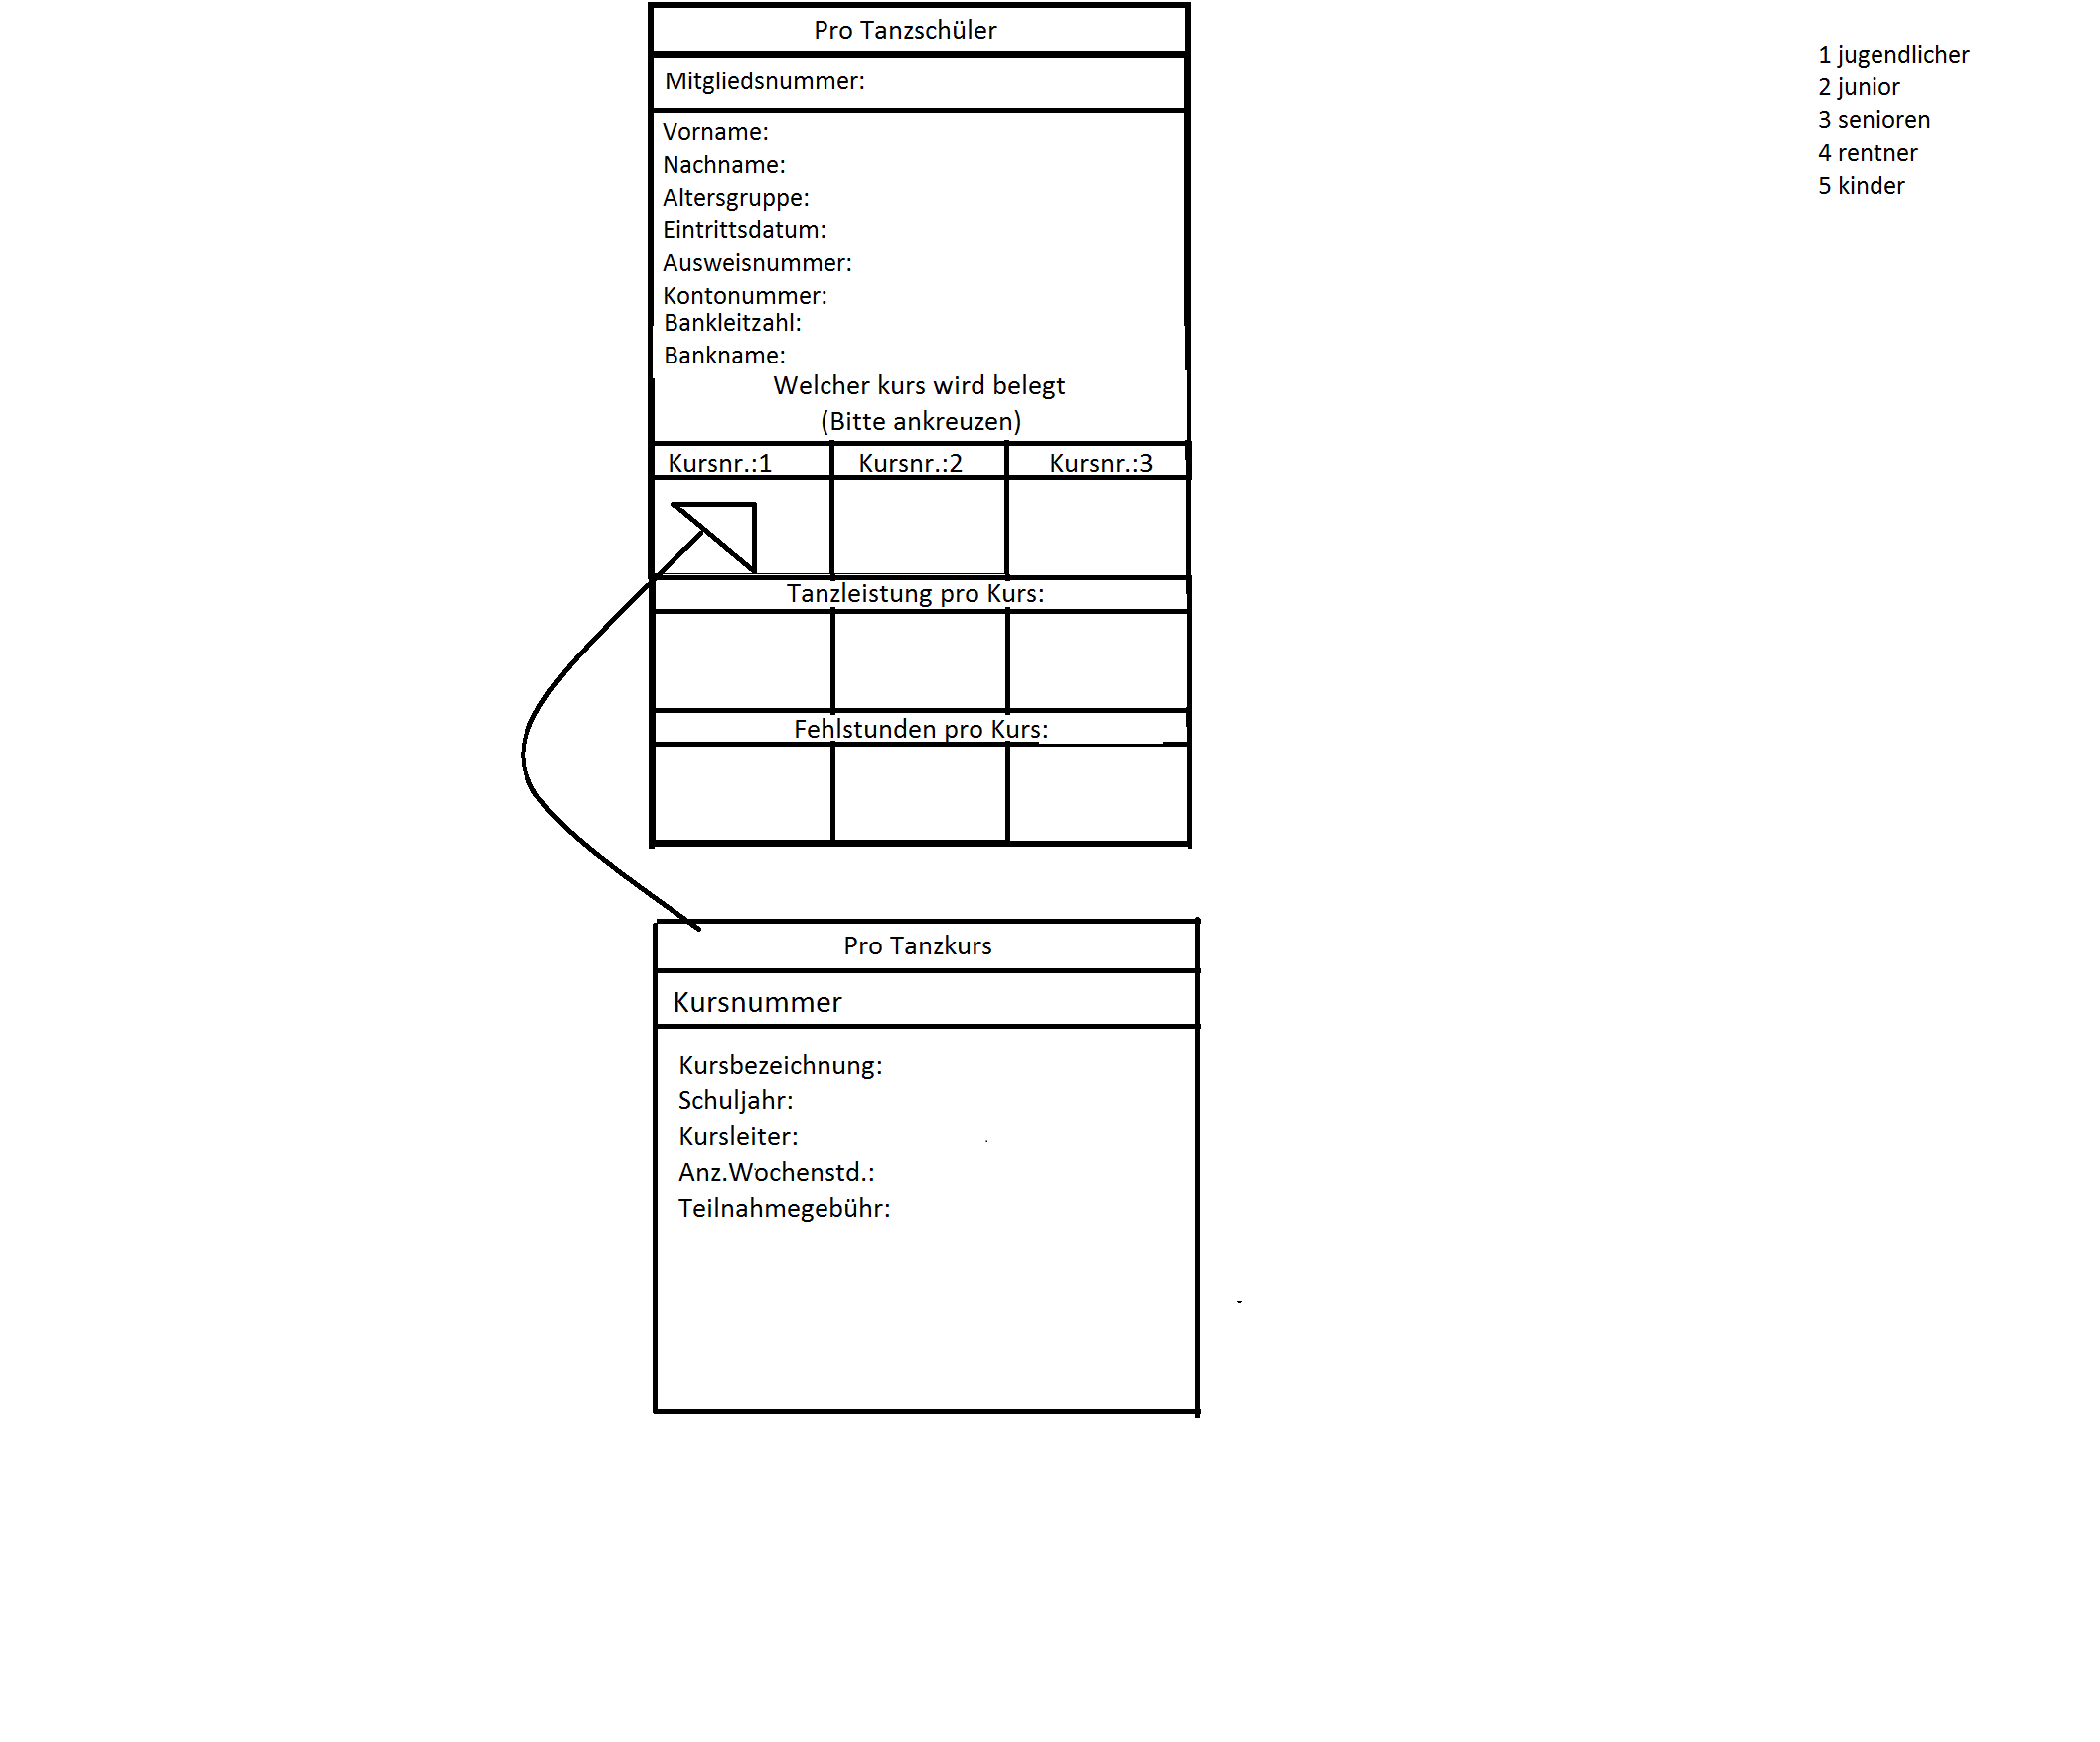 Pro Tanzschüler
Mitgliedsnummer:
Vorname:
Nachname:
Altersgruppe:
Eintrittsdatum:
Ausweisnummer:
Kontonummer:
Bankleitzahl:
Bankname:
Welcher kurs wird belegt
(Bitte ankreuzen)
Kursnr.:1 Kursnr.:2 Kursnr.:3
Tanzleistung pro Kurs:
Fehlstunden pro Kurs:
Pro Tanzkurs
Kursnummer
Kursbezeichnung:
Schuljahr:
Kursleiter:
Anz.Wochenstd.:
Teilnahmegebühr:
1 jugendlicher
2 junior
3 senioren
4 rentner
5 kinder